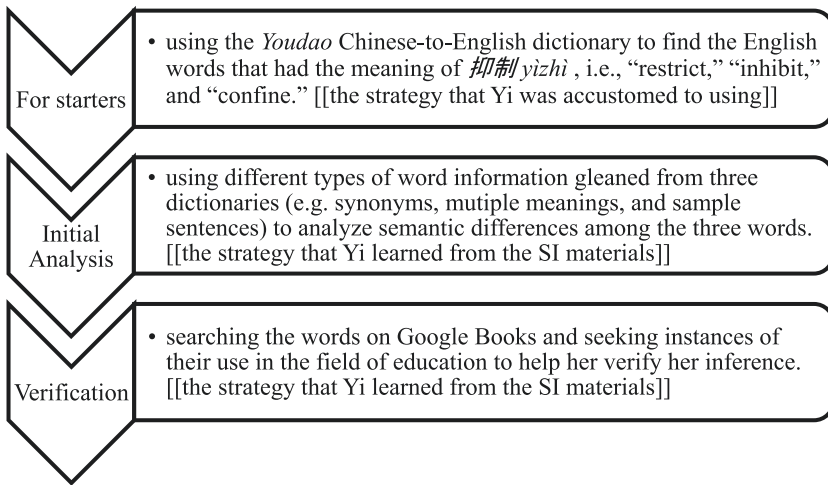 For starters
• using the Youdao Chinese-to-English dictionary to find the English
words that had the meaning of 抑制 yìzhì , i.e., “restrict,” “inhibit,”
and “confine.” [[the strategy that Yi was accustomed to using]]
Initial
Analysis
• using different types of word information gleaned from three
dictionaries (e.g. synonyms, mutiple meanings, and sample
sentences) to analyze semantic differences among the three words.
[[the strategy that Yi learned from the SI materials]]
Verification
• searching the words on Google Books and seeking instances of
their use in the field of education to help her verify her inference.
[[the strategy that Yi learned from the SI materials]]